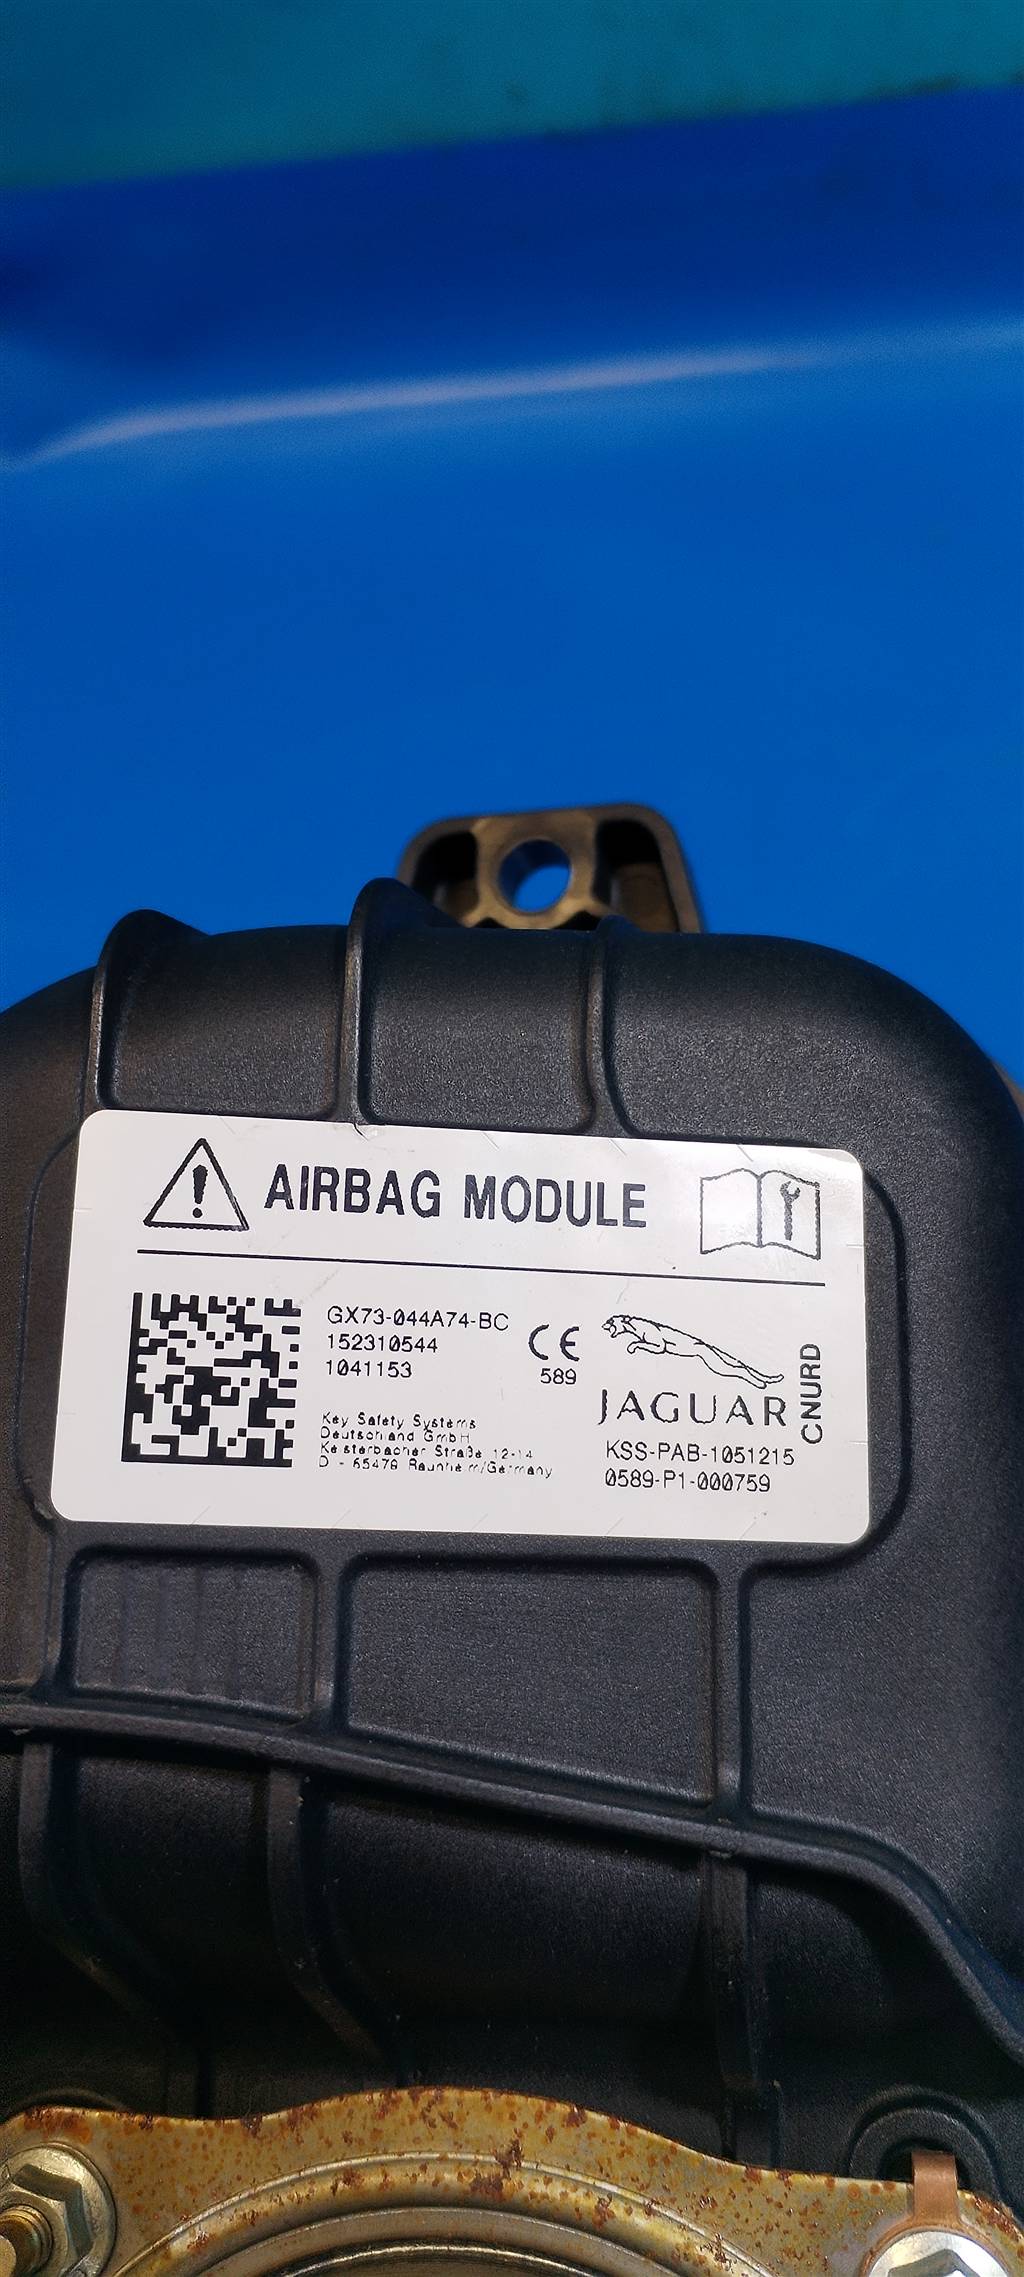 AIRBAG MODULE
GX73-044A74-BC
152310544
1041153
CE
589
Key Safety Systems
Deutschland GmbH
Kelsterbacher Straße 12-14
D - 65479 Raunheim/Germany
JAGUAR
CNURD
KSS-PAB-1051215
0589-P1-000759